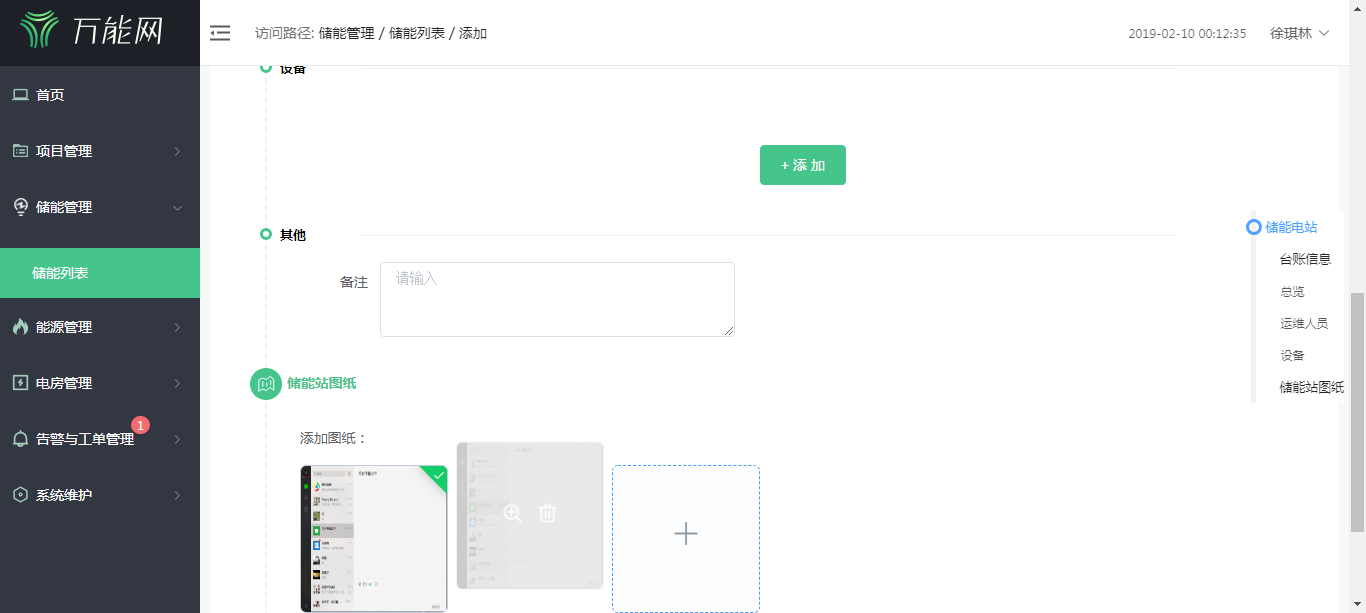 万能网
访问路径: 储能管理 / 储能列表 / 添加
2019-02-10 00:12:35
徐琪林
首页
项目管理
储能管理
储能列表
能源管理
电房管理
告警与工单管理
1
系统维护
设备
+ 添 加
其他
备注
请输入
储能站图纸
添加图纸：
储能电站
台账信息
总览
运维人员
设备
储能站图纸